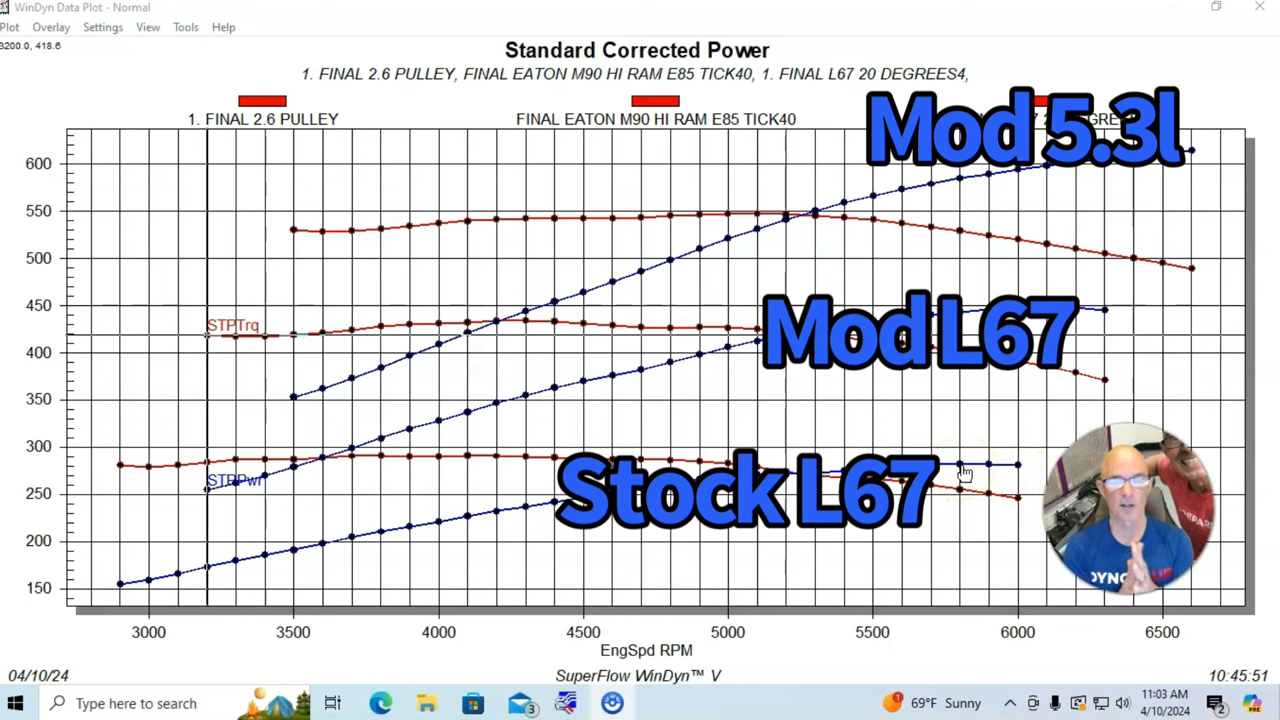 WinDyn Data Plot - Normal
Plot Overlay Settings View Tools Help
3200.0, 418.6
Standard Corrected Power
1. FINAL 2.6 PULLEY, FINAL EATON M90 HI RAM E85 TICK40, 1. FINAL L67 20 DEGREES4,
1. FINAL 2.6 PULLEY
FINAL EATON M90 HI RAM E85 TICK40
Mod 5.3l
600
550
500
450
400
350
300
250
200
150
STPTrq
STPPwr
Mod L67
Stock L67
3000 3500 4000 4500 5000 5500 6000 6500
EngSpd RPM
04/10/24
SuperFlow WinDyn™ V
10:45:51
Type here to search
3
1
69°F Sunny
11:03 AM
4/10/2024
2
PRE